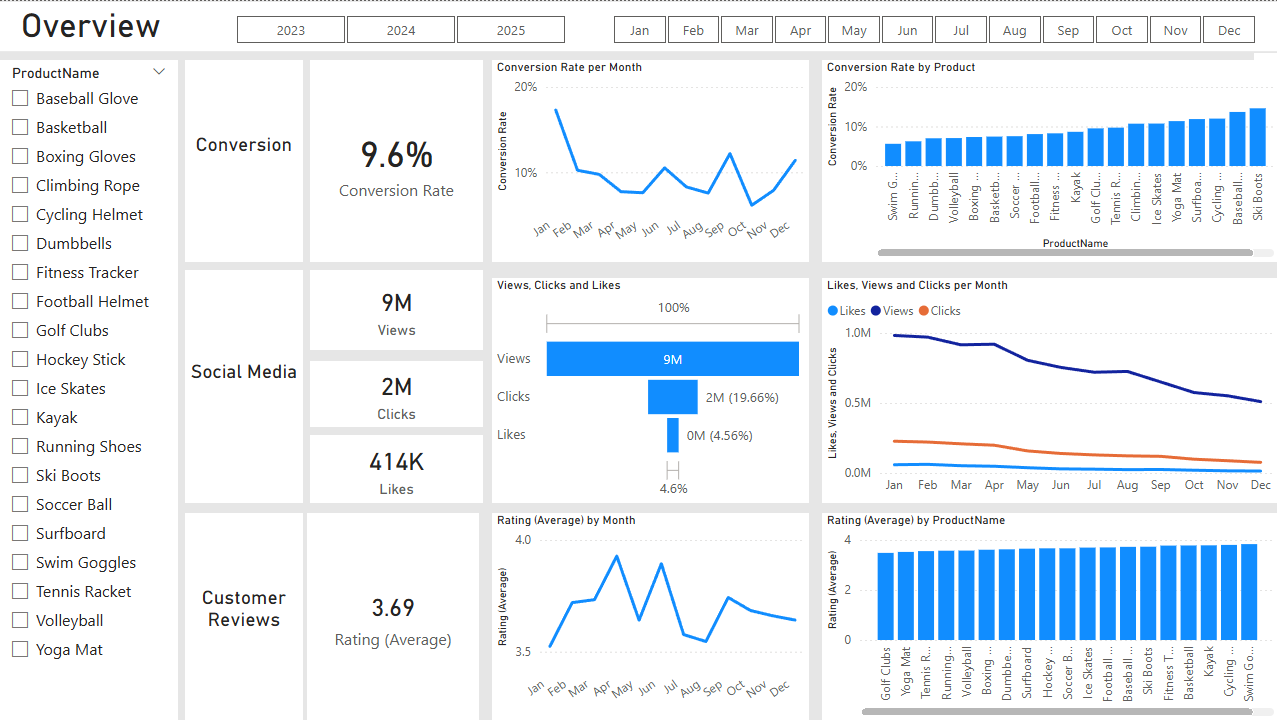 Overview
2023 2024 2025
Jan Feb Mar Apr May Jun Jul Aug Sep Oct Nov Dec
ProductName
Baseball Glove
Basketball
Boxing Gloves
Climbing Rope
Cycling Helmet
Dumbbells
Fitness Tracker
Football Helmet
Golf Clubs
Hockey Stick
Ice Skates
Kayak
Running Shoes
Ski Boots
Soccer Ball
Surfboard
Swim Goggles
Tennis Racket
Volleyball
Yoga Mat
Conversion
9.6%
Conversion Rate
Conversion Rate per Month
Conversion Rate
20%
10%
Jan Feb Mar Apr May Jun Jul Aug Sep Oct Nov Dec
Conversion Rate by Product
Conversion Rate
20%
10%
0%
Swim G...
Runnin...
Dumbb...
Volleyball
Boxing ...
Basketb...
Soccer ...
Football ...
Fitness ...
Kayak
Golf Clu...
Tennis R...
Climbin...
Ice Skates
Yoga Mat
Surfboa...
Cycling ...
Baseball...
Ski Boots
ProductName
Social Media
9M
Views
2M
Clicks
414K
Likes
Views, Clicks and Likes
100%
Views 9M
Clicks 2M (19.66%)
Likes 0M (4.56%)
4.6%
Likes, Views and Clicks per Month
Likes Views Clicks
Likes, Views and Clicks
1.0M
0.5M
0.0M
Jan Feb Mar Apr May Jun Jul Aug Sep Oct Nov Dec
Customer
Reviews
3.69
Rating (Average)
Rating (Average) by Month
Rating (Average)
4.0
3.5
Jan Feb Mar Apr May Jun Jul Aug Sep Oct Nov Dec
Rating (Average) by ProductName
Rating (Average)
4
2
0
Golf Clubs
Yoga Mat
Tennis R...
Running...
Volleyball
Boxing ...
Dumbbe...
Surfboard
Hockey ...
Soccer B...
Ice Skates
Football ...
Baseball ...
Ski Boots
Fitness T...
Basketball
Kayak
Cycling ...
Swim Go...